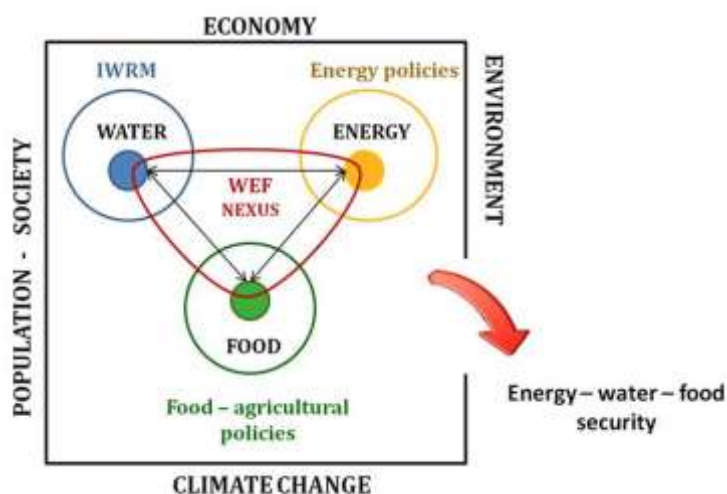 ECONOMY
IWRM
Energy policies
WATER
ENERGY
ENVIRONMENT
POPULATION - SOCIETY
WEF
NEXUS
FOOD
Food – agricultural
policies
Energy – water – food
security
CLIMATE CHANGE